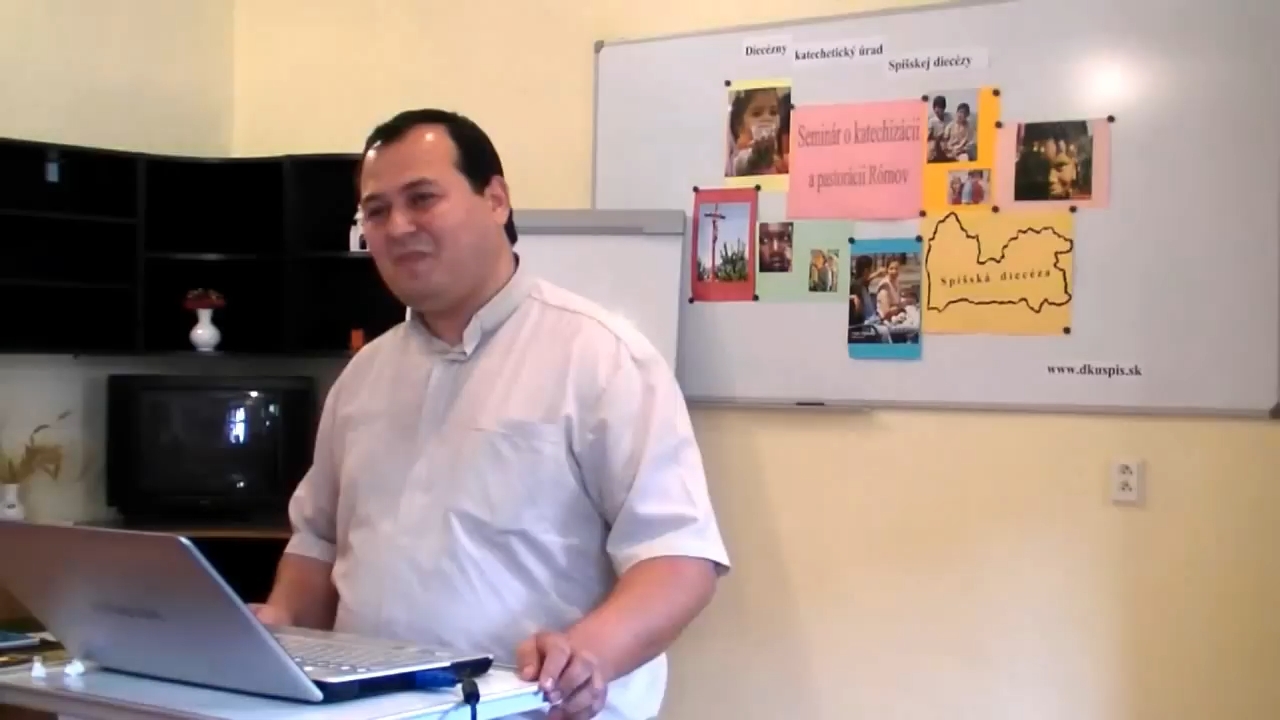 Diecézny katechetický úrad Spišskej diecézy
Seminár o katechizácii
a pastorácii Rómov
Spišská diecéza
www.dkuspis.sk